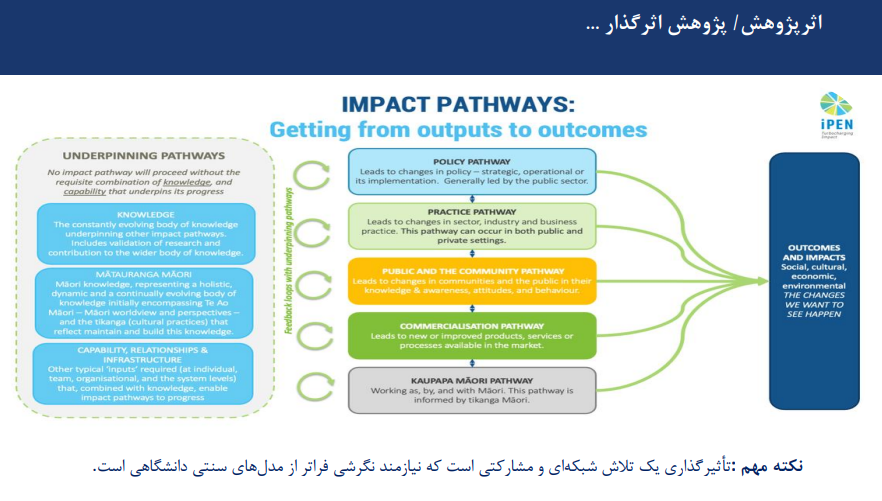 اثرپژوهش/ پژوهش اثرگذار ...
IMPACT PATHWAYS:
Getting from outputs to outcomes
iPEN
Turbocharging
Impact
UNDERPINNING PATHWAYS
No impact pathway will proceed without the
requisite combination of knowledge, and
capability that underpins its progress
KNOWLEDGE
The constantly evolving body of knowledge
underpinning other impact pathways.
Includes validation of research and
contribution to the wider body of knowledge.
MĀTAURANGA MĀORI
Māori knowledge, representing a holistic,
dynamic and a continually evolving body of
knowledge initially encompassing Te Ao
Māori – Māori worldview and perspectives –
and the tikanga (cultural practices) that
reflect maintain and build this knowledge.
CAPABILITY, RELATIONSHIPS &
INFRASTRUCTURE
Other typical 'inputs' required (at individual,
team, organisational, and the system levels)
that, combined with knowledge, enable
impact pathways to progress
Feedback loops with underpinning pathways
POLICY PATHWAY
Leads to changes in policy – strategic, operational or
its implementation. Generally led by the public sector.
PRACTICE PATHWAY
Leads to changes in sector, industry and business
practice. This pathway can occur in both public and
private settings.
PUBLIC AND THE COMMUNITY PATHWAY
Leads to changes in communities and the public in their
knowledge & awareness, attitudes, and behaviour.
COMMERCIALISATION PATHWAY
Leads to new or improved products, services or
processes available in the market.
KAUPAPA MĀORI PATHWAY
Working as, by, and with Māori. This pathway is
informed by tikanga Māori.
OUTCOMES
AND IMPACTS
Social, cultural,
economic,
environmental
THE CHANGES
WE WANT TO
SEE HAPPEN
نکته مهم :تأثیرگذاری یک تلاش شبکه‌ای و مشارکتی است که نیازمند نگرشی فراتر از مدل‌های سنتی دانشگاهی است.